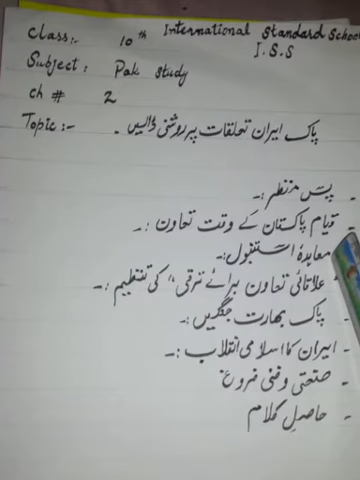 International Standard School
Class:- 10th I.S.S
Subject: Pak Study
Ch # 2
Topic:- پاک ایران تعلقات پر روشنی ڈالیں -
- پس منظر:-
- قیام پاکستان کے وقت تعاون :-
معاہدۂ استنبول:-
علاقائی تعاون برائے ترقی" کی تنظیم :-
- پاک بھارت جنگیں:-
- ایران کا اسلامی انقلاب :-
- صنعتی و فنی فروغ
- حاصل کلام